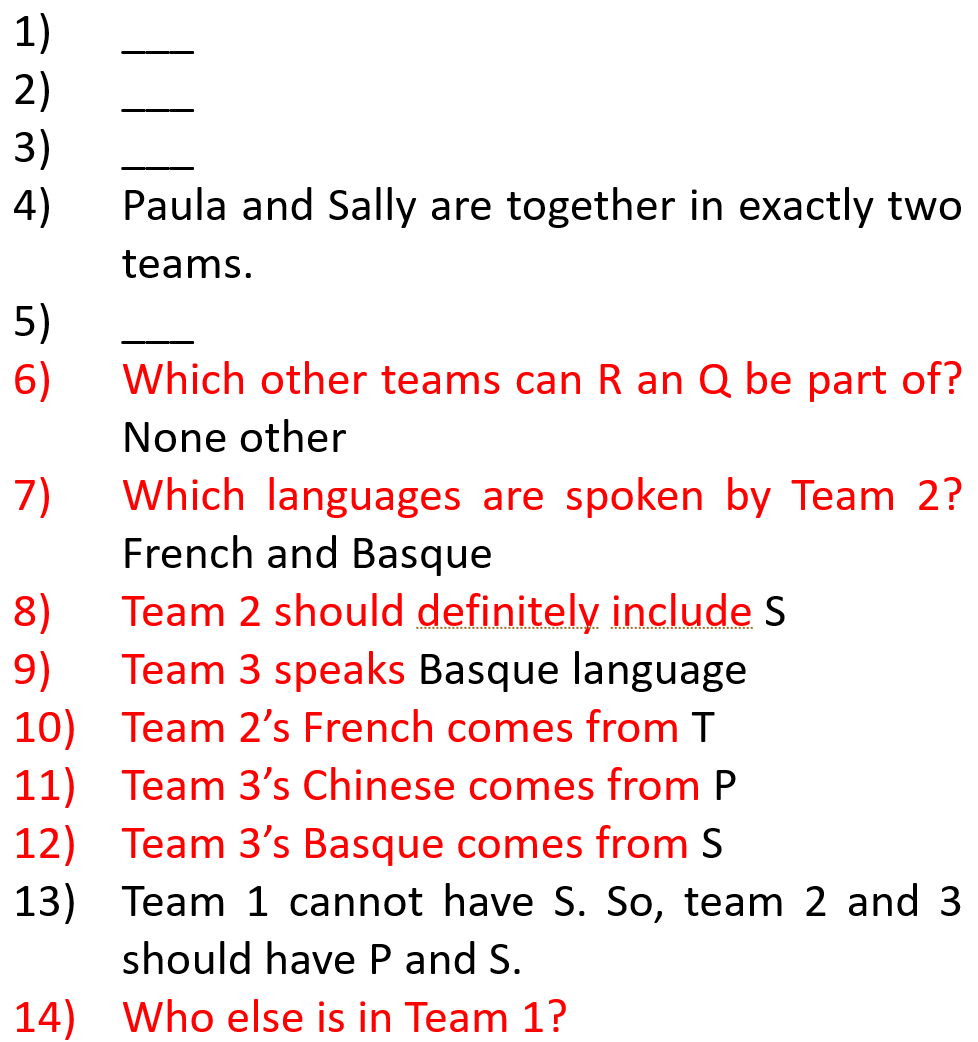 1) ___
2) ___
3) ___
4) Paula and Sally are together in exactly two
teams.
5) ___
6) Which other teams can R an Q be part of?
None other
7) Which languages are spoken by Team 2?
French and Basque
8) Team 2 should definitely include S
9) Team 3 speaks Basque language
10) Team 2’s French comes from T
11) Team 3’s Chinese comes from P
12) Team 3’s Basque comes from S
13) Team 1 cannot have S. So, team 2 and 3
should have P and S.
14) Who else is in Team 1?